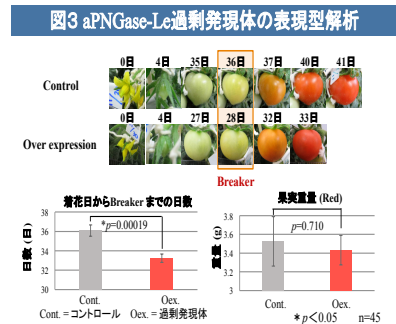 図3 aPNGase-Le過剰発現体の表現型解析
0日 4日 35日 36日 37日 40日 41日
Control
0日 4日 27日 28日 32日 33日
Over expression
Breaker
着花日からBreaker までの日数
*p=0.00019
日数 (日)
38
36
34
32
30
Cont. Oex.
Cont. = コントロール Oex. = 過剰発現体
果実重量 (Red)
p=0.710
重量 (g)
3.8
3.6
3.4
3.2
3
Cont. Oex.
*p<0.05 n=45